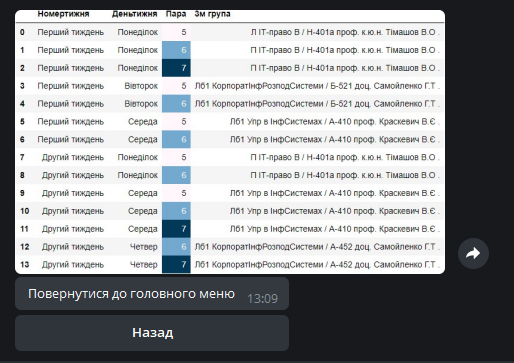 Номертижня Деньтижня Пара 3м група
0 Перший тиждень Понеділок 5 Л ІТ-право В / Н-401а проф. к.ю.н. Тімашов В.О .
1 Перший тиждень Понеділок 6 П ІТ-право В / Н-401а проф. к.ю.н. Тімашов В.О .
2 Перший тиждень Понеділок 7 П ІТ-право В / Н-401а проф. к.ю.н. Тімашов В.О .
3 Перший тиждень Вівторок 5 Лб1 КорпоратІнфРозподСистеми / Б-521 доц. Самойленко Г.Т .
4 Перший тиждень Вівторок 6 Лб1 КорпоратІнфРозподСистеми / Б-521 доц. Самойленко Г.Т .
5 Перший тиждень Середа 5 Лб1 Упр в ІнфСистемах / А-410 проф. Краскевич В.Є .
6 Перший тиждень Середа 6 Лб1 Упр в ІнфСистемах / А-410 проф. Краскевич В.Є .
7 Другий тиждень Понеділок 5 П ІТ-право В / Н-401а проф. к.ю.н. Тімашов В.О .
8 Другий тиждень Понеділок 6 П ІТ-право В / Н-401а проф. к.ю.н. Тімашов В.О .
9 Другий тиждень Середа 5 Лб1 Упр в ІнфСистемах / А-410 проф. Краскевич В.Є .
10 Другий тиждень Середа 6 Лб1 Упр в ІнфСистемах / А-410 проф. Краскевич В.Є .
11 Другий тиждень Середа 7 Лб1 Упр в ІнфСистемах / А-410 проф. Краскевич В.Є .
12 Другий тиждень Четвер 6 Лб1 КорпоратІнфРозподСистеми / А-452 доц. Самойленко Г.Т .
13 Другий тиждень Четвер 7 Лб1 КорпоратІнфРозподСистеми / А-452 доц. Самойленко Г.Т .
Повернутися до головного меню 13:09
Назад